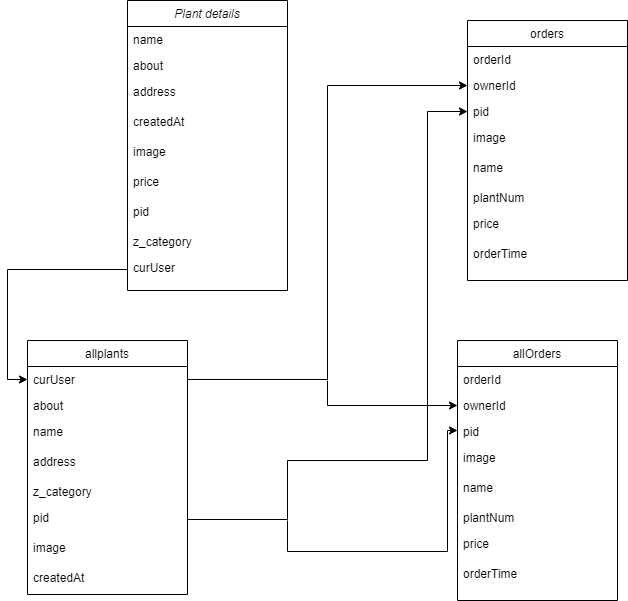 Plant details
name
about
address
createdAt
image
price
pid
z_category
curUser
orders
orderId
ownerId
pid
image
name
plantNum
price
orderTime
allplants
curUser
about
name
address
z_category
pid
image
createdAt
allOrders
orderId
ownerId
pid
image
name
plantNum
price
orderTime